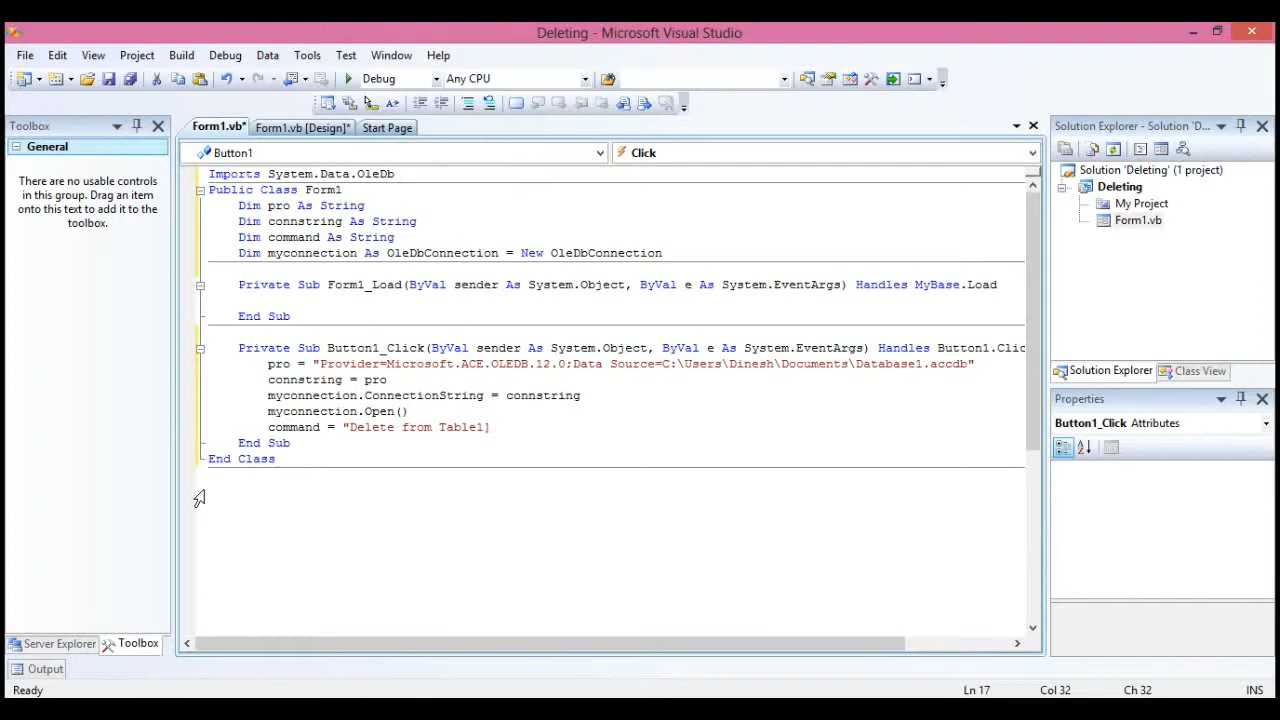 Deleting - Microsoft Visual Studio
File Edit View Project Build Debug Data Tools Test Window Help
Debug Any CPU
Toolbox
Form1.vb* Form1.vb [Design]* Start Page
Solution Explorer - Solution 'D...
General
Button1 Click
There are no usable controls
in this group. Drag an item
onto this text to add it to the
toolbox.
Imports System.Data.OleDb
Public Class Form1
Dim pro As String
Dim connstring As String
Dim command As String
Dim myconnection As OleDbConnection = New OleDbConnection
Private Sub Form1_Load(ByVal sender As System.Object, ByVal e As System.EventArgs) Handles MyBase.Load
End Sub
Private Sub Button1_Click(ByVal sender As System.Object, ByVal e As System.EventArgs) Handles Button1.Clic
pro = "Provider=Microsoft.ACE.OLEDB.12.0;Data Source=C:\Users\Dinesh\Documents\Database1.accdb"
connstring = pro
myconnection.ConnectionString = connstring
myconnection.Open()
command = "Delete from Table1]
End Sub
End Class
Solution 'Deleting' (1 project)
Deleting
My Project
Form1.vb
Solution Explorer Class View
Properties
Button1_Click Attributes
Server Explorer Toolbox
Output
Ready Ln 17 Col 32 Ch 32 INS